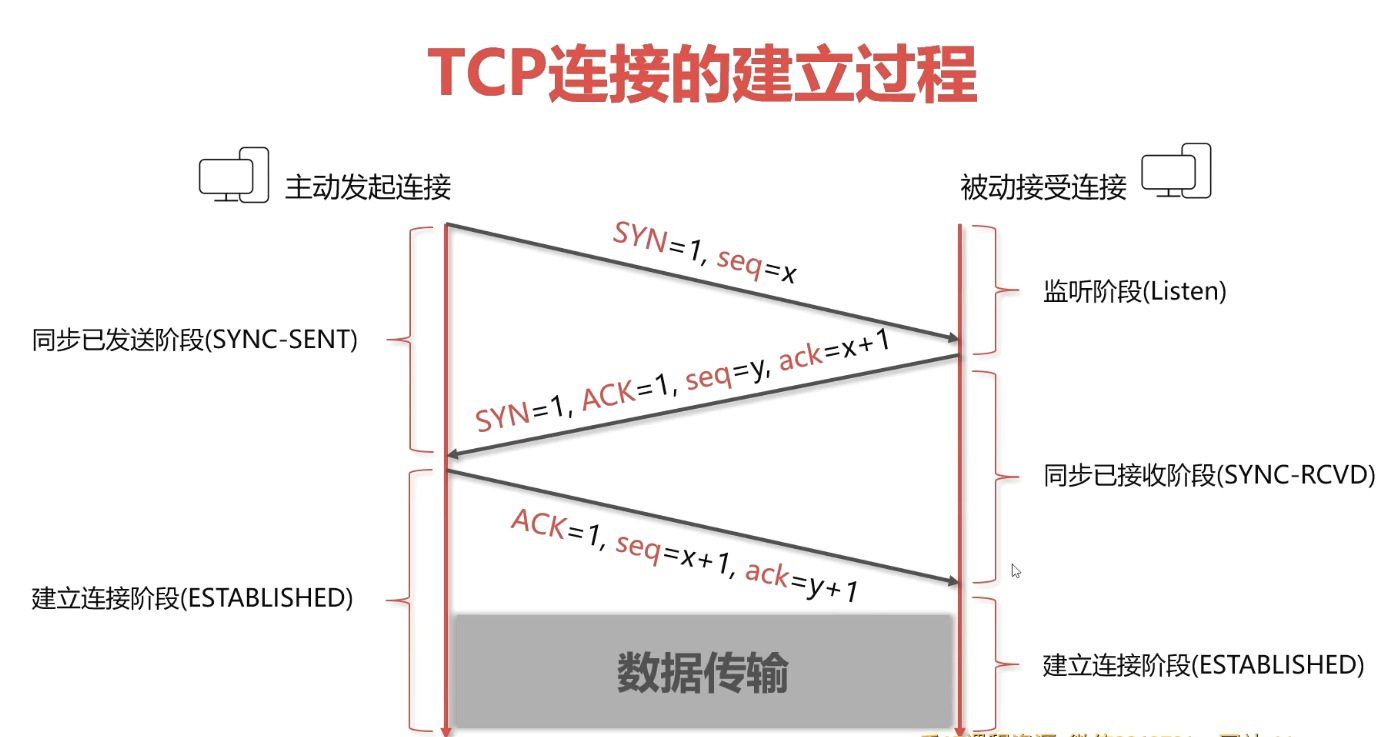 TCP连接的建立过程
主动发起连接
被动接受连接
SYN=1, seq=x
监听阶段(Listen)
同步已发送阶段(SYNC-SENT)
SYN=1, ACK=1, seq=y, ack=x+1
同步已接收阶段(SYNC-RCVD)
ACK=1, seq=x+1, ack=y+1
建立连接阶段(ESTABLISHED)
数据传输
建立连接阶段(ESTABLISHED)